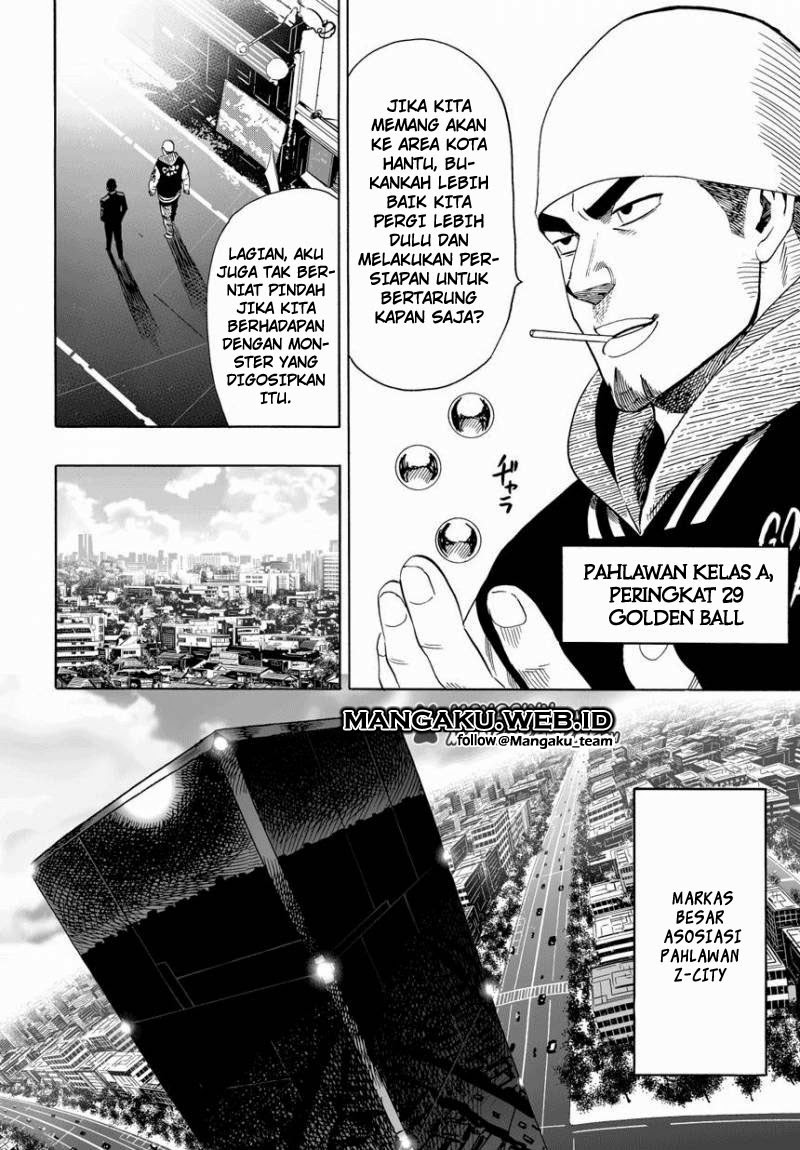 JIKA KITA
MEMANG AKAN
KE AREA KOTA
HANTU, BU-
KANKAH LEBIH
BAIK KITA
PERGI LEBIH
DULU DAN
MELAKUKAN PER-
SIAPAN UNTUK
BERTARUNG
KAPAN SAJA?
LAGIAN, AKU
JUGA TAK BER-
NIAT PINDAH
JIKA KITA
BERHADAPAN
DENGAN MON-
STER YANG
DIGOSIPKAN
ITU.
ヂャラ
GO
PAHLAWAN KELAS A,
PERINGKAT 29
GOLDEN BALL
MANGAKU.WEB.ID
follow @Mangaku_team
MARKAS
BESAR
ASOSIASI
PAHLAWAN
Z-CITY